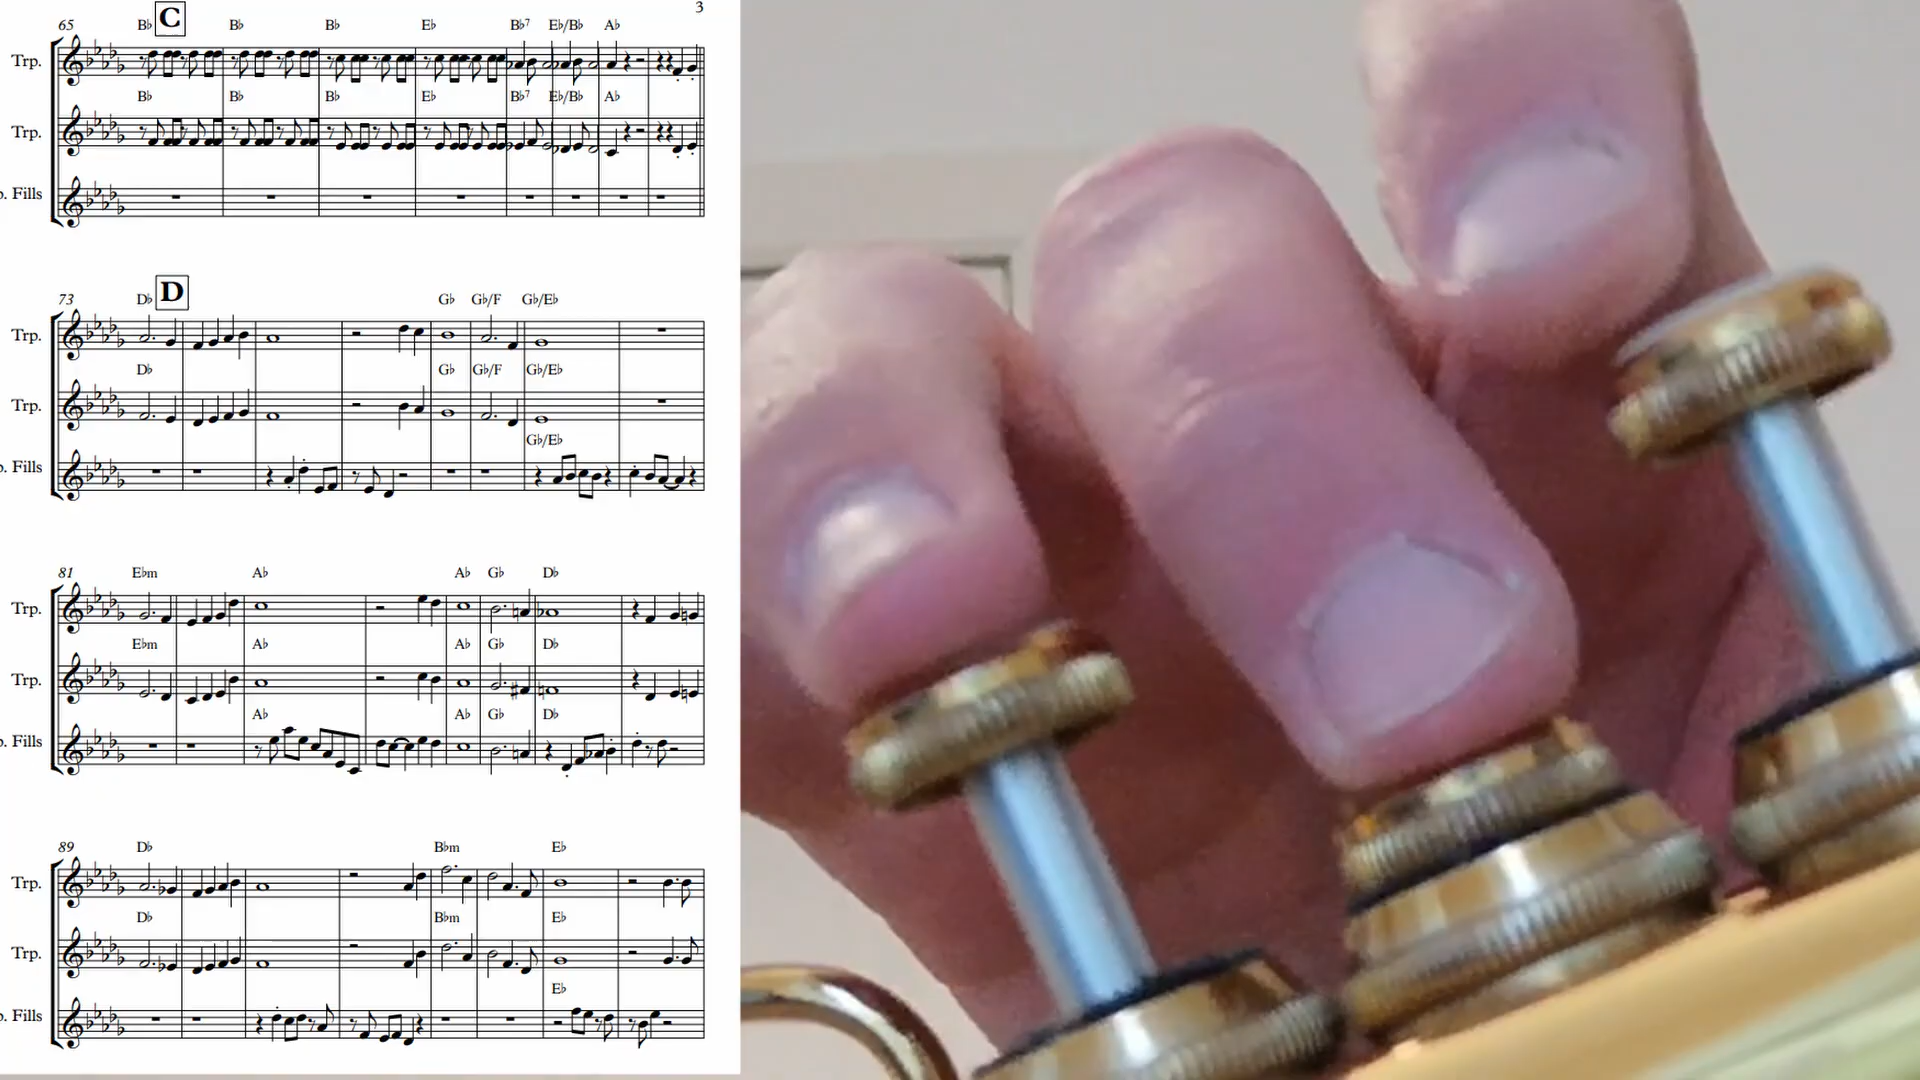 3
65 B♭ C B♭ B♭ E♭ B♭7 E♭/B♭ A♭
Trp.
B♭ B♭ B♭ E♭ B♭7 E♭/B♭ A♭
Trp.
Fills
73 D♭ D G♭ G♭/F G♭/E♭
Trp.
D♭ G♭ G♭/F G♭/E♭
Trp.
G♭/E♭
Fills
81 E♭m A♭ A♭ G♭ D♭
Trp.
E♭m A♭ A♭ G♭ D♭
Trp.
A♭ A♭ G♭ D♭
Fills
89 D♭ B♭m E♭
Trp.
D♭ B♭m E♭
Trp.
E♭
Fills